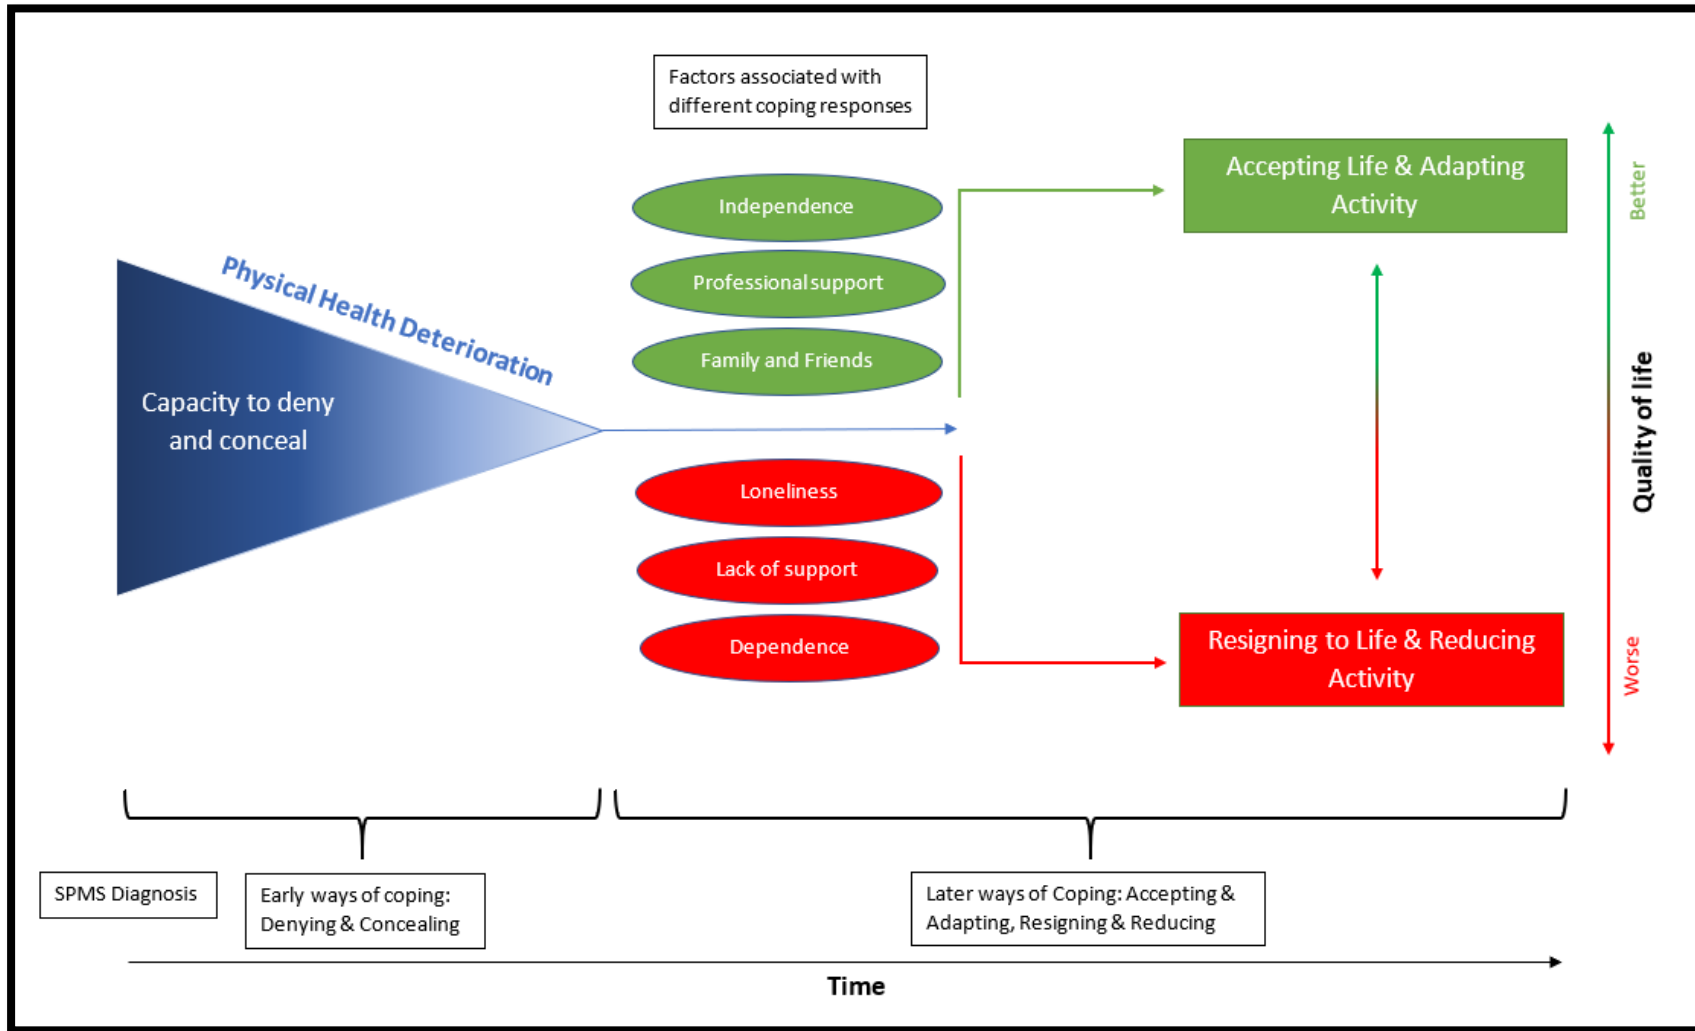 Factors associated with
different coping responses
Independence
Professional support
Family and Friends
Accepting Life & Adapting
Activity
Better
Physical Health Deterioration
Capacity to deny
and conceal
Quality of life
Loneliness
Lack of support
Dependence
Resigning to Life & Reducing
Activity
Worse
SPMS Diagnosis
Early ways of coping:
Denying & Concealing
Later ways of Coping: Accepting &
Adapting, Resigning & Reducing
Time